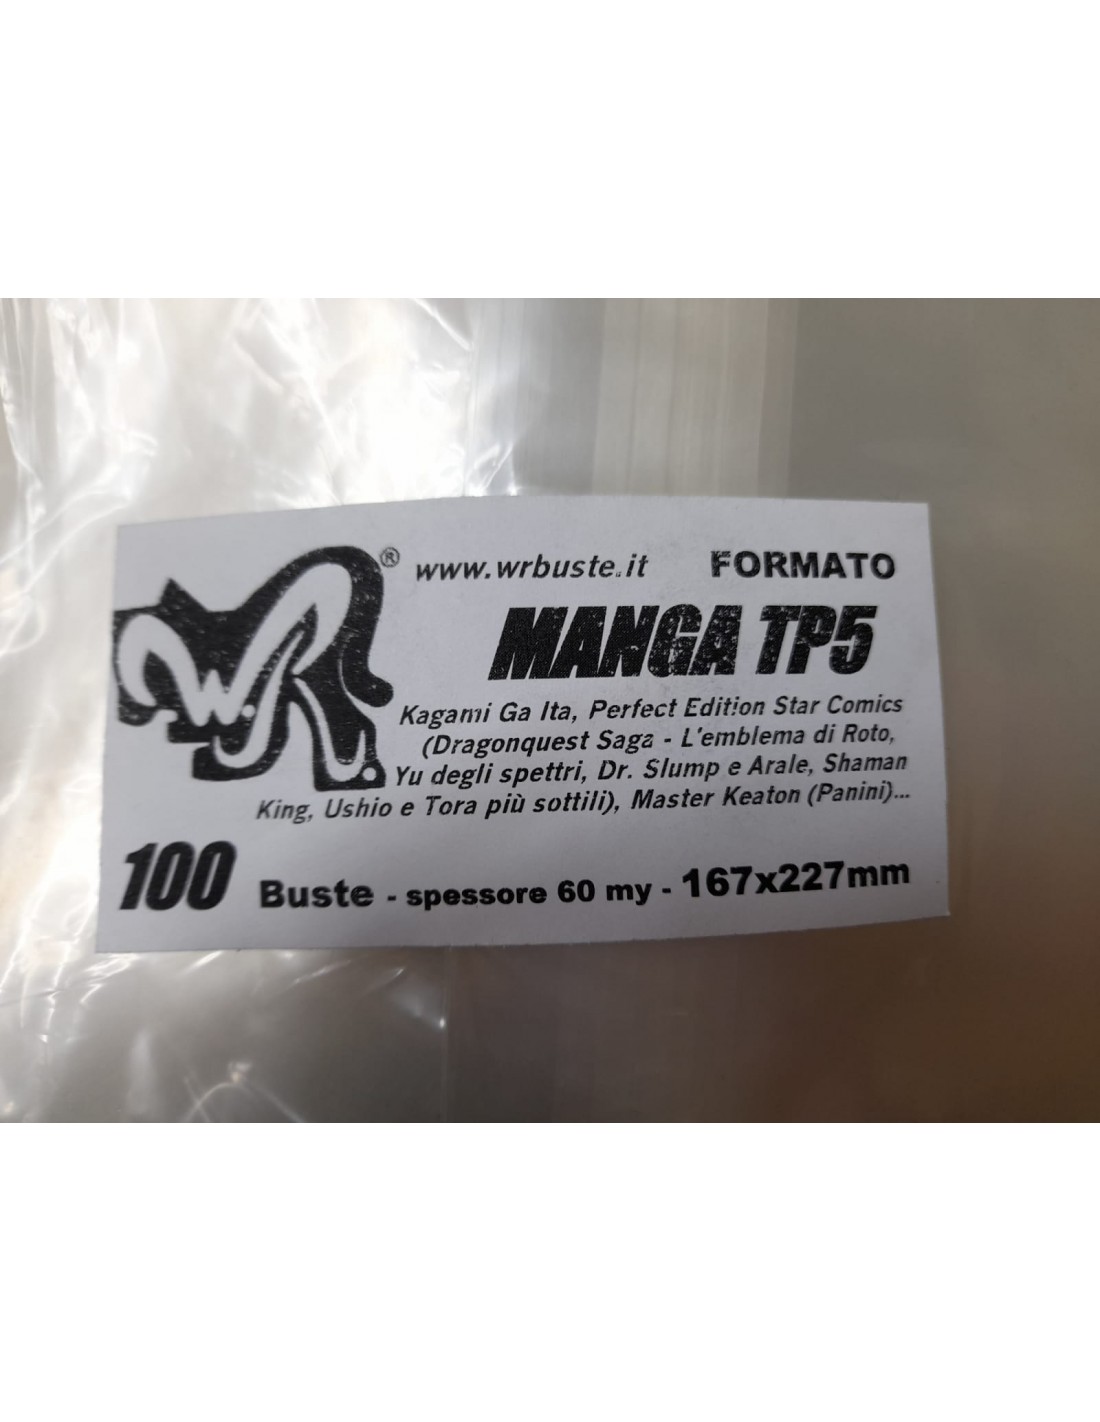 W.R.®
www.wrbuste.it FORMATO
MANGA TP5
Kagami Ga Ita, Perfect Edition Star Comics
(Dragonquest Saga - L'emblema di Roto,
Yu degli spettri, Dr. Slump e Arale, Shaman
King, Ushio e Tora più sottili), Master Keaton (Panini)...
100 Buste - spessore 60 my - 167x227mm